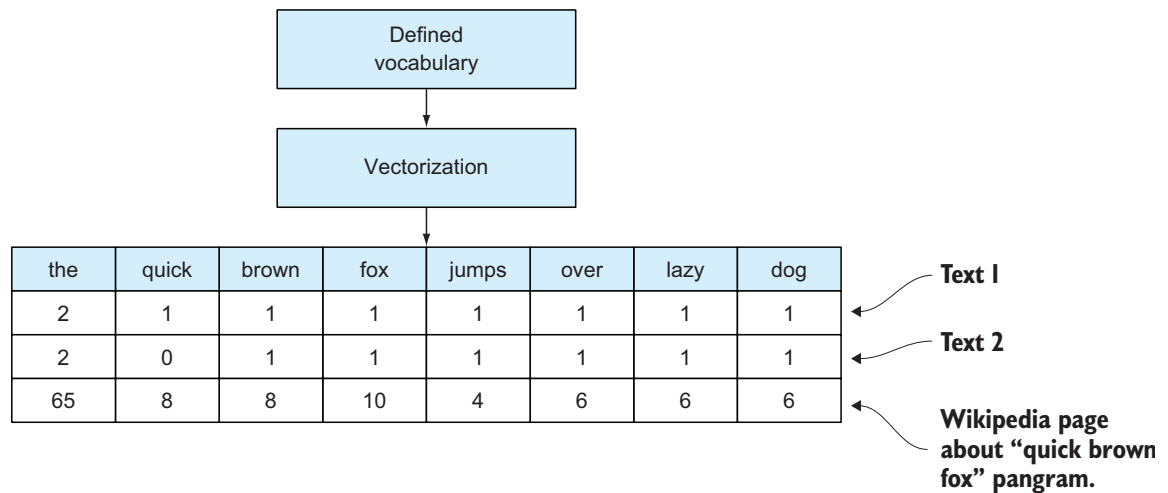 Defined
vocabulary
Vectorization
the quick brown fox jumps over lazy dog
2 1 1 1 1 1 1 1
Text 1
2 0 1 1 1 1 1 1
Text 2
65 8 8 10 4 6 6 6
Wikipedia page
about “quick brown
fox” pangram.